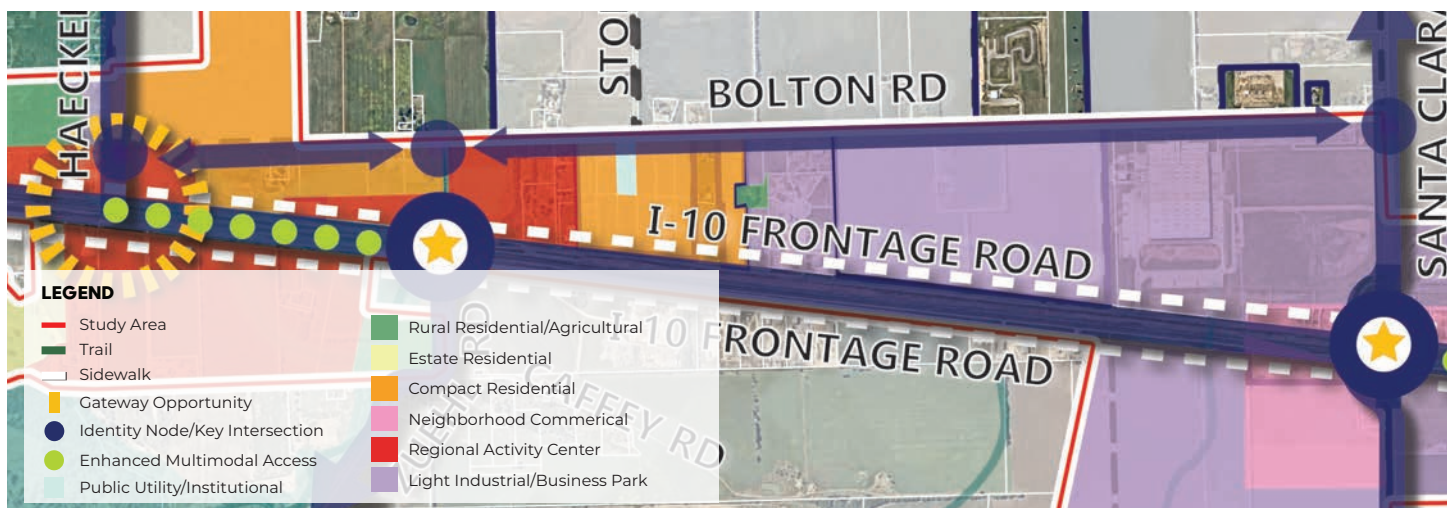 HAECKER
STO
BOLTON RD
SANTA CLARA
I-10 FRONTAGE ROAD
I-10 FRONTAGE ROAD
CAFFEY RD
LEGEND
Study Area
Trail
Sidewalk
Gateway Opportunity
Identity Node/Key Intersection
Enhanced Multimodal Access
Public Utility/Institutional
Rural Residential/Agricultural
Estate Residential
Compact Residential
Neighborhood Commerical
Regional Activity Center
Light Industrial/Business Park